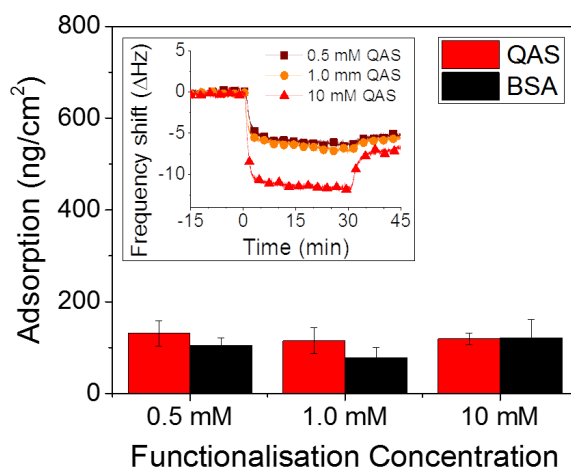 Adsorption (ng/cm²)
800
600
400
200
0
QAS
BSA
Frequency shift (ΔHz)
5
0
-5
-10
0.5 mM QAS
1.0 mm QAS
10 mM QAS
-15
0
15
30
45
Time (min)
0.5 mM
1.0 mM
10 mM
Functionalisation Concentration